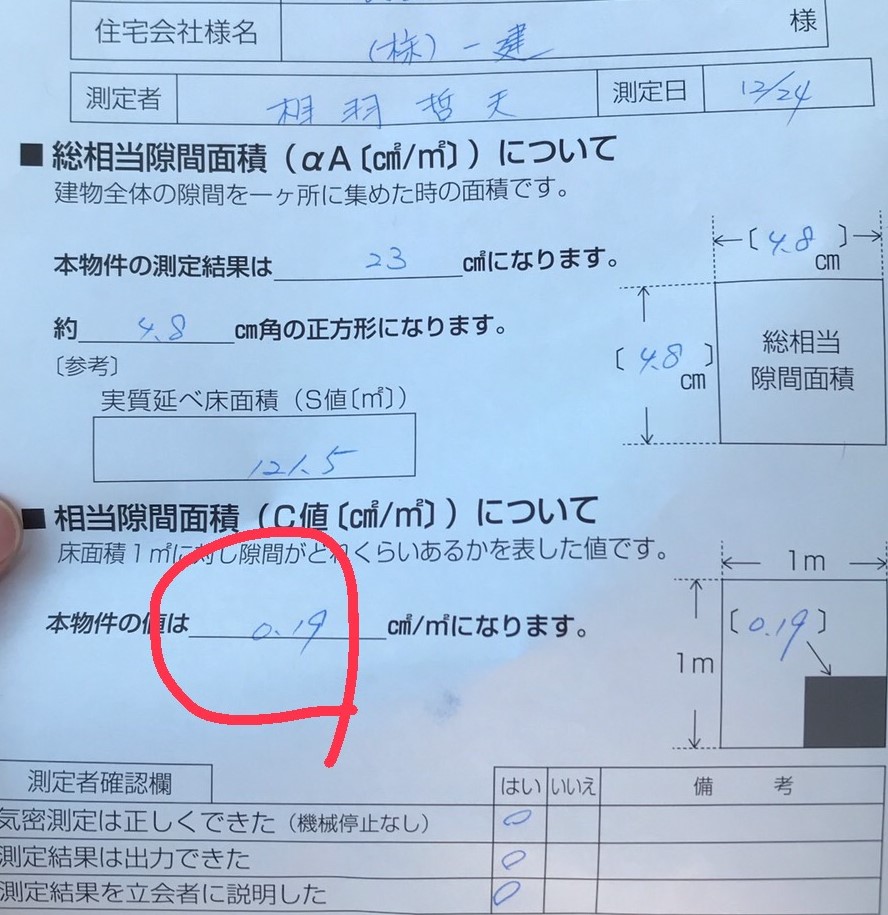 住宅会社様名 (株)一建 様
測定者 相羽哲天 測定日 12/24
■総相当隙間面積（αA〔c㎡/㎡〕）について
建物全体の隙間を一ヶ所に集めた時の面積です。
本物件の測定結果は 23 c㎡になります。
約 4.8 cm角の正方形になります。
〔参考〕
実質延べ床面積（S値〔㎡〕）
121.5
〔4.8〕
cm
〔4.8〕
cm
総相当
隙間面積
■相当隙間面積（C値〔c㎡/㎡〕）について
床面積1㎡に対し隙間がどれくらいあるかを表した値です。
本物件の値は 0.19 c㎡/㎡になります。
1m
1m
〔0.19〕
測定者確認欄 はい いいえ 備考
気密測定は正しくできた（機械停止なし） ○
測定結果は出力できた ○
測定結果を立会者に説明した ○